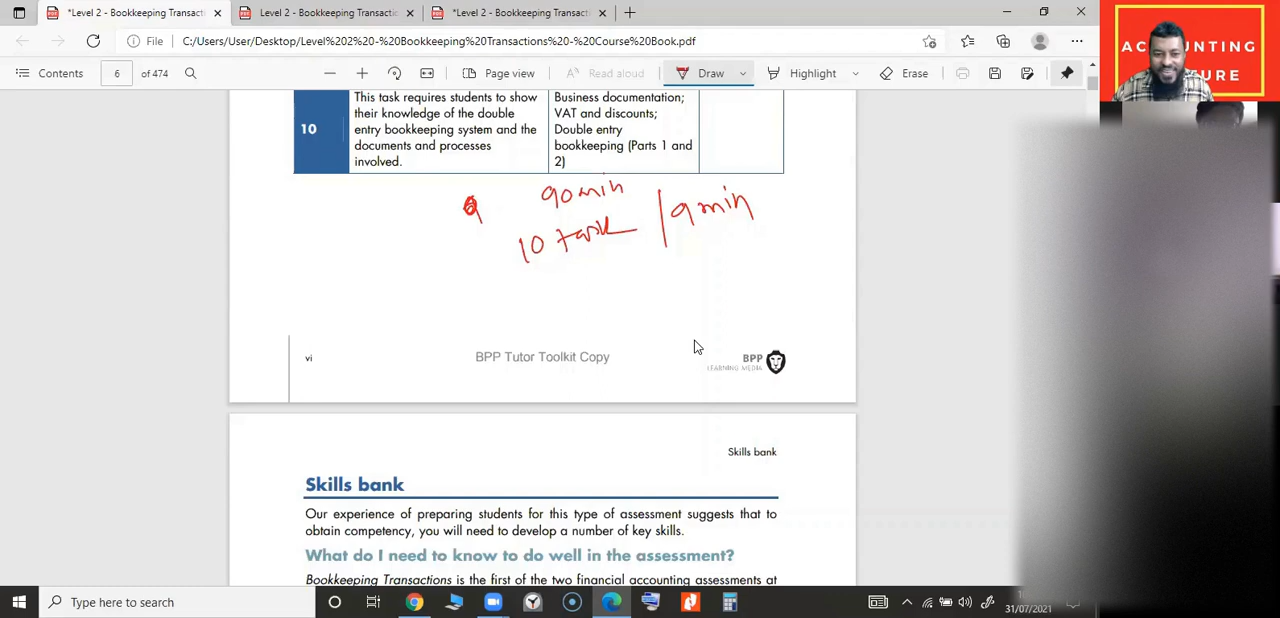 *Level 2 - Bookkeeping Transacti
Level 2 - Bookkeeping Transactic
*Level 2 - Bookkeeping Transacti
File
C:/Users/User/Desktop/Level%202%20-%20Bookkeeping%20Transactions%20-%20Course%20Book.pdf
Contents
6
of 474
Page view
Read aloud
Draw
Highlight
Erase
ACCOUNTING
10
This task requires students to show
their knowledge of the double
entry bookkeeping system and the
documents and processes
involved.
Business documentation;
VAT and discounts;
Double entry
bookkeeping (Parts 1 and
2)
90 min
10 task
9 min
vi
BPP Tutor Toolkit Copy
BPP
LEARNING MEDIA
Skills bank
Skills bank
Our experience of preparing students for this type of assessment suggests that to
obtain competency, you will need to develop a number of key skills.
What do I need to know to do well in the assessment?
Bookkeeping Transactions is the first of the two financial accounting assessments at
Type here to search
31/07/2021